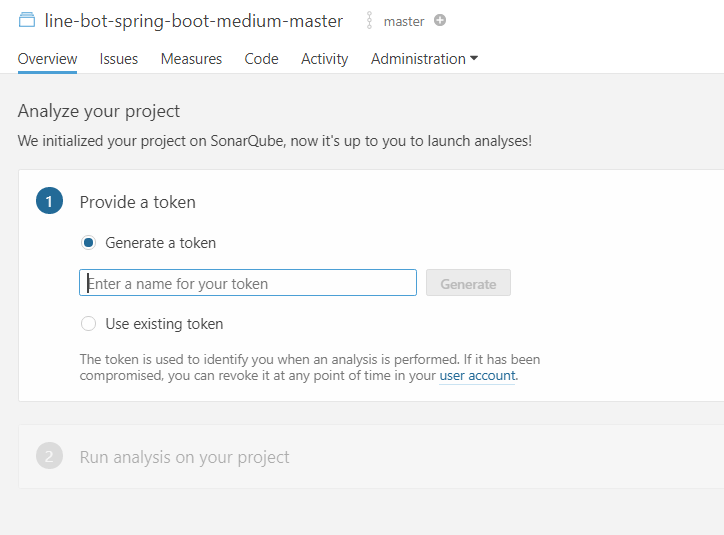 line-bot-spring-boot-medium-master master
Overview Issues Measures Code Activity Administration
Analyze your project
We initialized your project on SonarQube, now it's up to you to launch analyses!
1 Provide a token
Generate a token
Enter a name for your token Generate
Use existing token
The token is used to identify you when an analysis is performed. If it has been
compromised, you can revoke it at any point of time in your user account.
2 Run analysis on your project